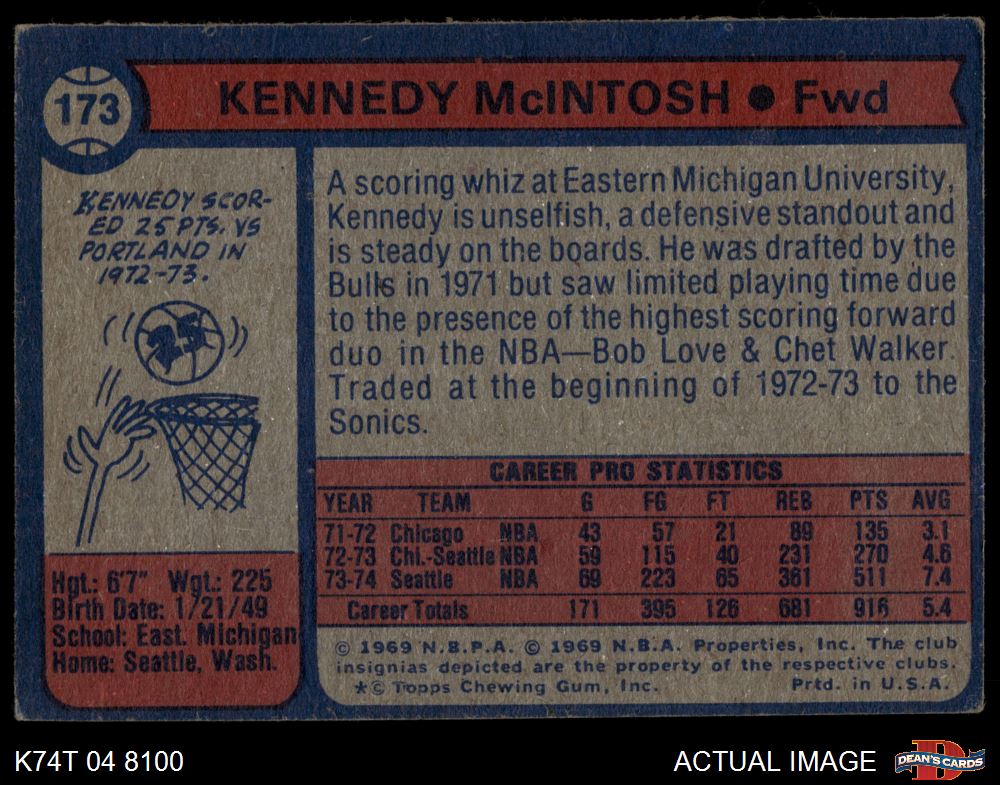 173
KENNEDY McINTOSH ● Fwd
KENNEDY SCOR-
ED 25 PTS. VS
PORTLAND IN
1972-73.
25
Hgt.: 6'7" Wgt.: 225
Birth Date: 1/21/49
School: East. Michigan
Home: Seattle, Wash.
A scoring whiz at Eastern Michigan University,
Kennedy is unselfish, a defensive standout and
is steady on the boards. He was drafted by the
Bulls in 1971 but saw limited playing time due
to the presence of the highest scoring forward
duo in the NBA—Bob Love & Chet Walker.
Traded at the beginning of 1972-73 to the
Sonics.
CAREER PRO STATISTICS
YEAR TEAM G FG FT REB PTS AVG
71-72 Chicago NBA 43 57 21 89 135 3.1
72-73 Chi.-Seattle NBA 59 115 40 231 270 4.6
73-74 Seattle NBA 69 223 65 361 511 7.4
Career Totals 171 395 126 681 916 5.4
© 1969 N.B.P.A. © 1969 N.B.A. Properties, Inc. The club
insignias depicted are the property of the respective clubs.
*© Topps Chewing Gum, Inc. Prtd. in U.S.A.
K74T 04 8100
ACTUAL IMAGE
D
DEAN'S CARDS